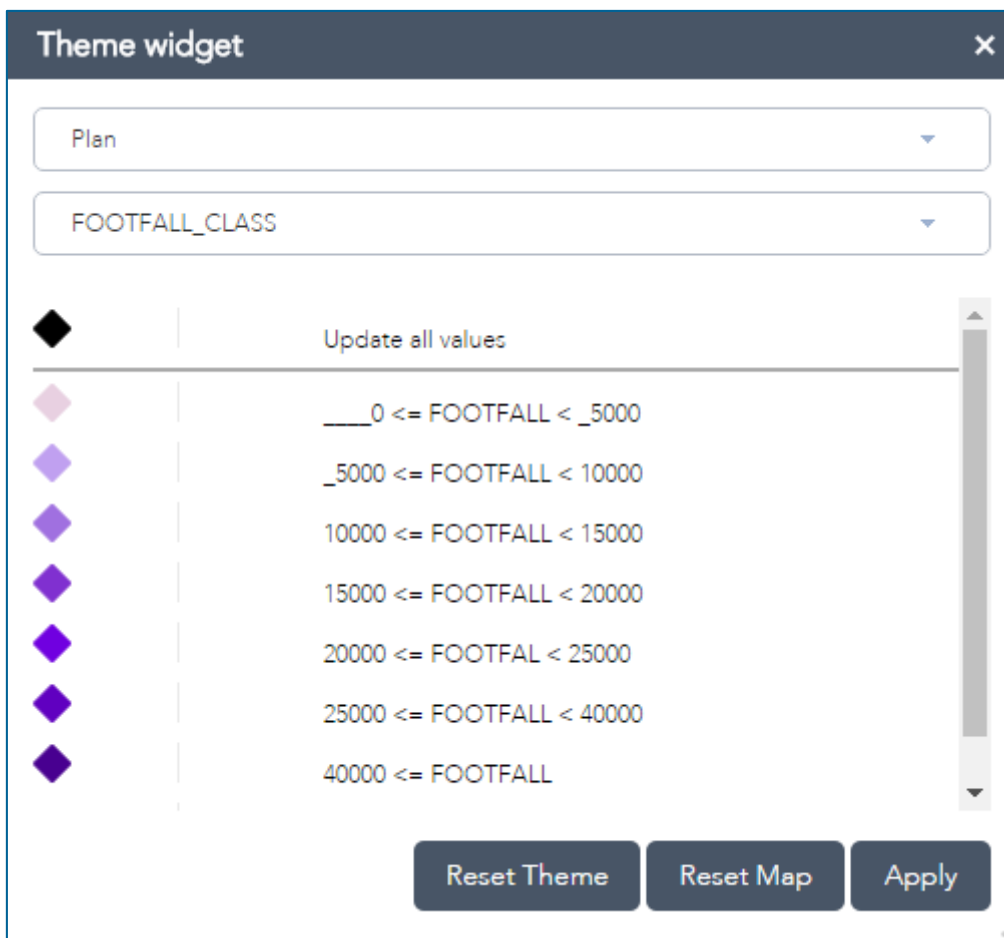 Theme widget
Plan
FOOTFALL_CLASS
Update all values
____0 <= FOOTFALL < _5000
_5000 <= FOOTFALL < 10000
10000 <= FOOTFALL < 15000
15000 <= FOOTFALL < 20000
20000 <= FOOTFAL < 25000
25000 <= FOOTFALL < 40000
40000 <= FOOTFALL
Reset Theme Reset Map Apply